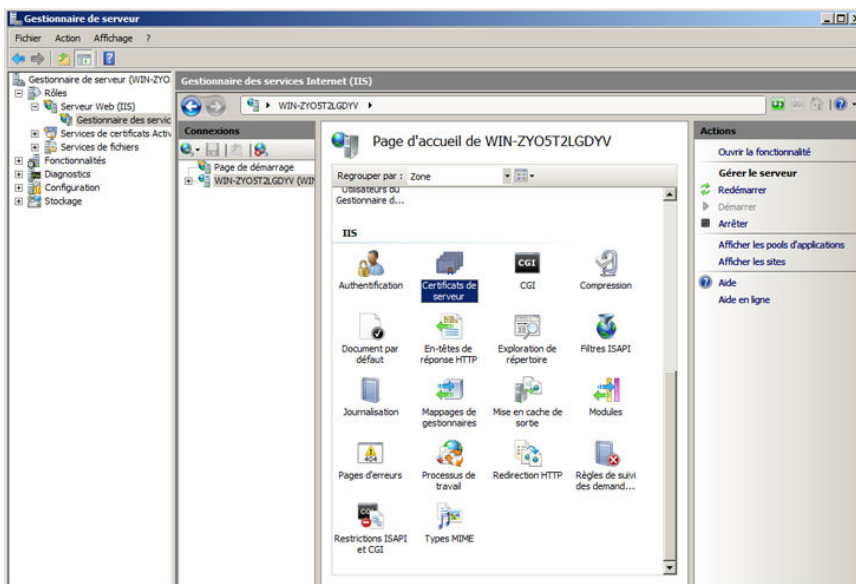 Gestionnaire de serveur
Fichier Action Affichage ?
Gestionnaire de serveur (WIN-ZYO
Rôles
Serveur Web (IIS)
Gestionnaire des servic
Services de certificats Activ
Services de fichiers
Fonctionnalités
Diagnostics
Configuration
Stockage
Gestionnaire des services Internet (IIS)
WIN-ZYO5T2LGDYV
Connexions
Page de démarrage
WIN-ZYO5T2LGDYV (WIN
Page d'accueil de WIN-ZYO5T2LGDYV
Regrouper par : Zone
Utilisateurs du
Gestionnaire d...
IIS
Authentification
Certificats de
serveur
CGI
CGI
Compression
Document par
défaut
En-têtes de
réponse HTTP
Exploration de
répertoire
Filtres ISAPI
Journalisation
Mappages de
gestionnaires
Mise en cache de
sortie
Modules
404
Pages d'erreurs
Processus de
travail
Redirection HTTP
Règles de suivi
des demand...
CGI
Restrictions ISAPI
et CGI
Types MIME
Actions
Ouvrir la fonctionnalité
Gérer le serveur
Redémarrer
Démarrer
Arrêter
Afficher les pools d'applications
Afficher les sites
Aide
Aide en ligne